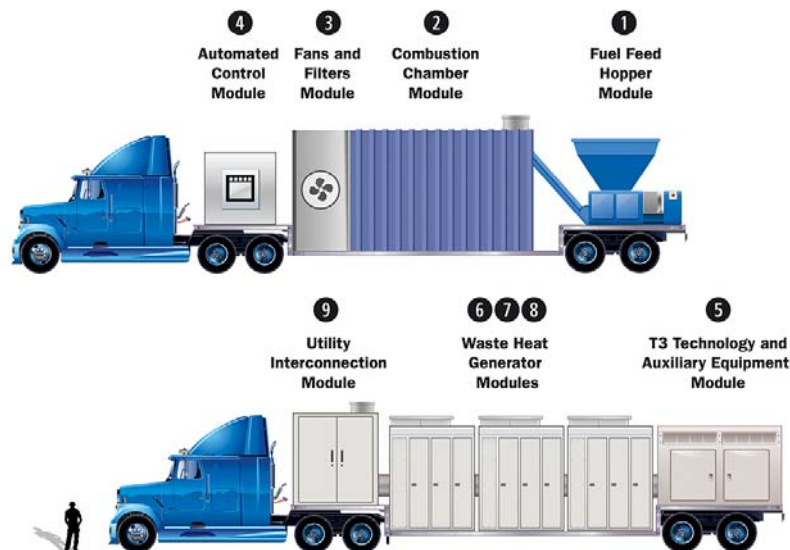 4
Automated
Control
Module
3
Fans and
Filters
Module
2
Combustion
Chamber
Module
1
Fuel Feed
Hopper
Module
9
Utility
Interconnection
Module
6 7 8
Waste Heat
Generator
Modules
5
T3 Technology and
Auxiliary Equipment
Module